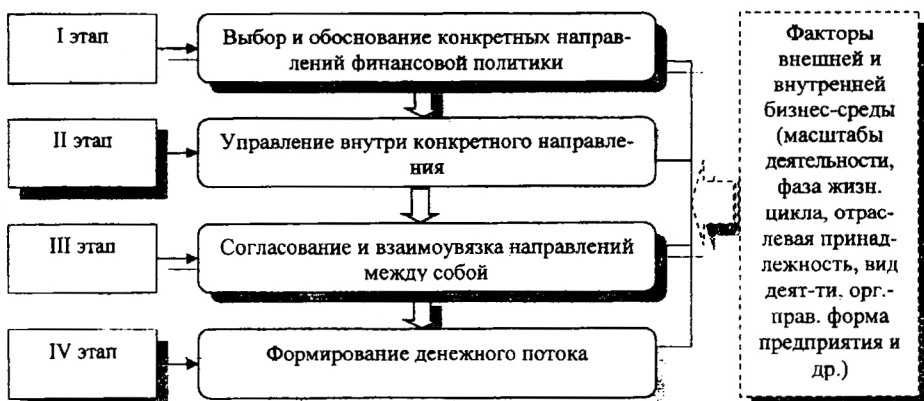 I этап
Выбор и обоснование конкретных направ-
лений финансовой политики
II этап
Управление внутри конкретного направле-
ния
III этап
Согласование и взаимоувязка направлений
между собой
IV этап
Формирование денежного потока
Факторы
внешней и
внутренней
бизнес-среды
(масштабы
деятельности,
фаза жизн.
цикла, отрас-
левая принад-
лежность, вид
деят-ти, орг.-
прав. форма
предприятия и
др.)